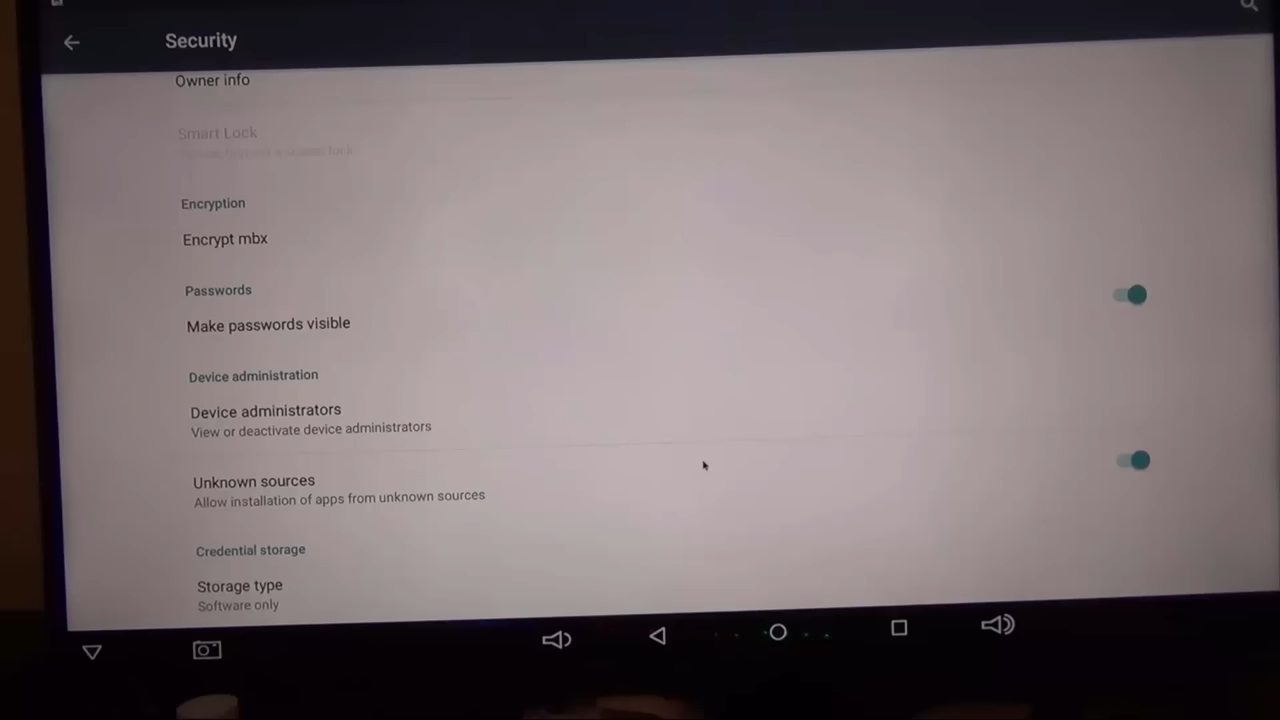 Security
Owner info
Smart Lock
lock
Encryption
Encrypt mbx
Passwords
Make passwords visible
Device administration
Device administrators
View or deactivate device administrators
Unknown sources
Allow installation of apps from unknown sources
Credential storage
Storage type
Software only